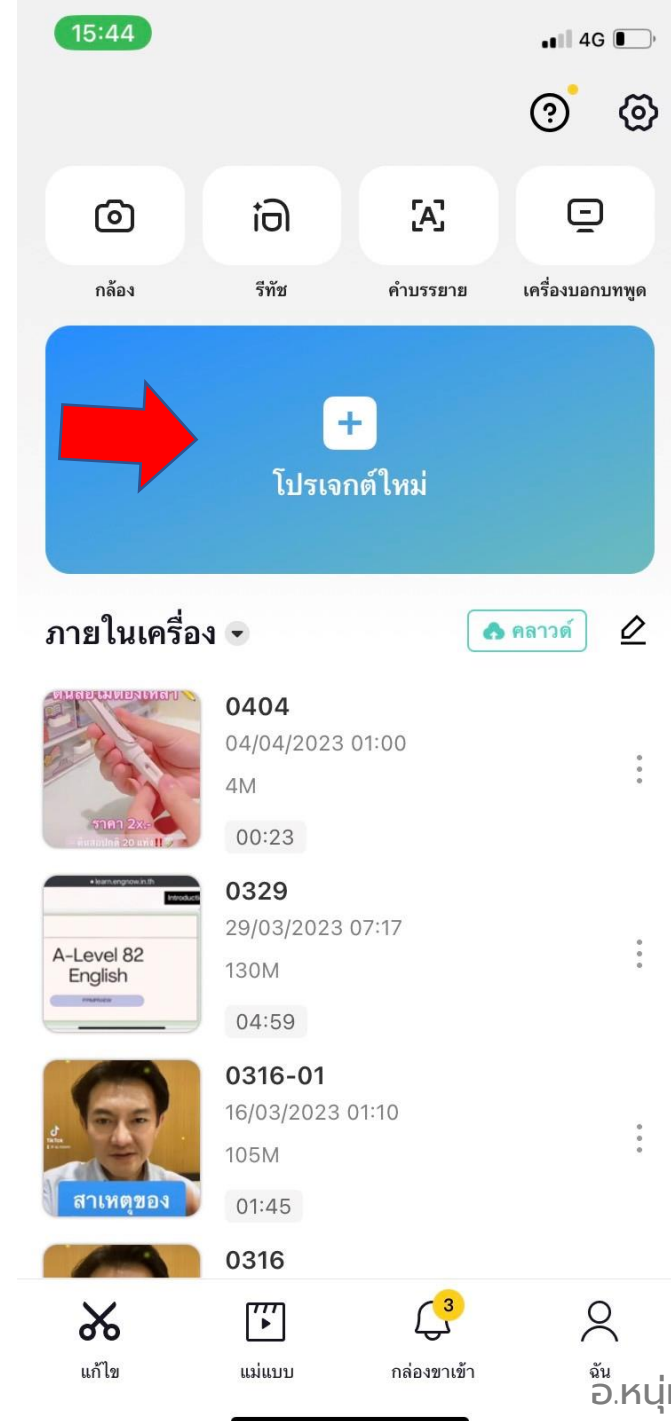 15:44
4G
กล้อง
รีทัช
คำบรรยาย
เครื่องบอกบทพูด
โปรเจกต์ใหม่
ภายในเครื่อง
คลาวด์
0404
04/04/2023 01:00
4M
00:23
ราคา 2x.-
0329
29/03/2023 07:17
130M
04:59
learn.engnow.in.th
A-Level 82
English
0316-01
16/03/2023 01:10
105M
01:45
TikTok
สาเหตุของ
0316
3
แก้ไข
แม่แบบ
กล่องขาเข้า
ฉัน